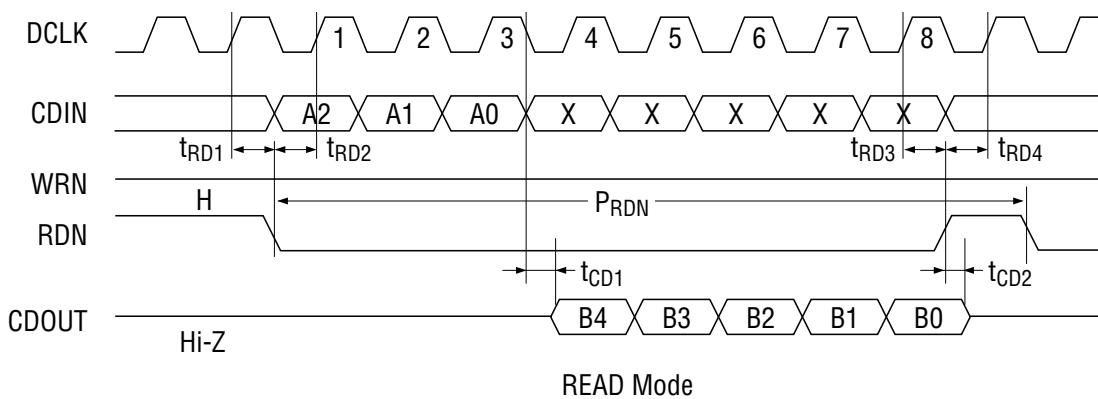 DCLK 1 2 3 4 5 6 7 8
CDIN A2 A1 A0 X X X X X
tRD1 tRD2 tRD3 tRD4
WRN
H PRDN
RDN
tCD1 tCD2
CDOUT B4 B3 B2 B1 B0
Hi-Z
READ Mode